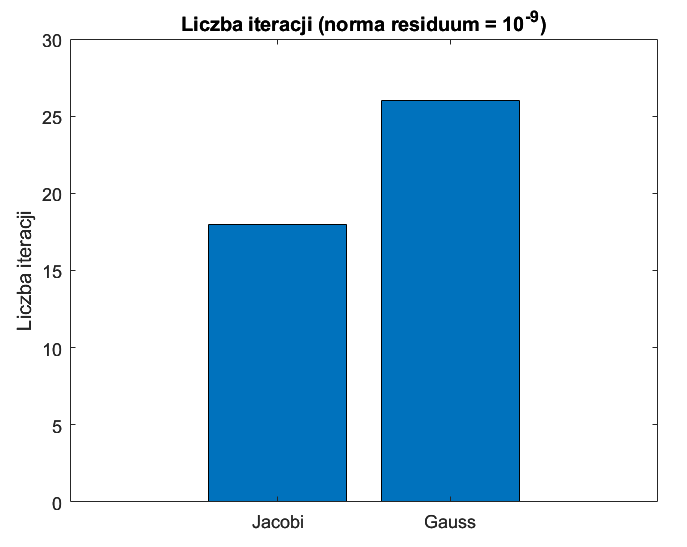 Liczba iteracji (norma residuum = 10⁻⁹)
30
25
20
15
10
5
0
Liczba iteracji
Jacobi Gauss